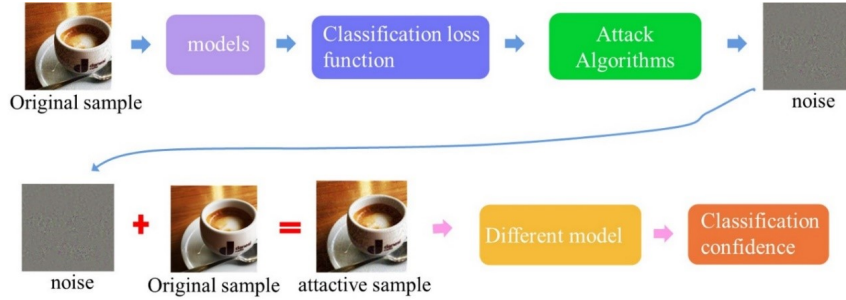 models
Classification loss
function
Attack
Algorithms
Original sample
noise
+
=
Different model
Classification
confidence
noise
Original sample
attactive sample